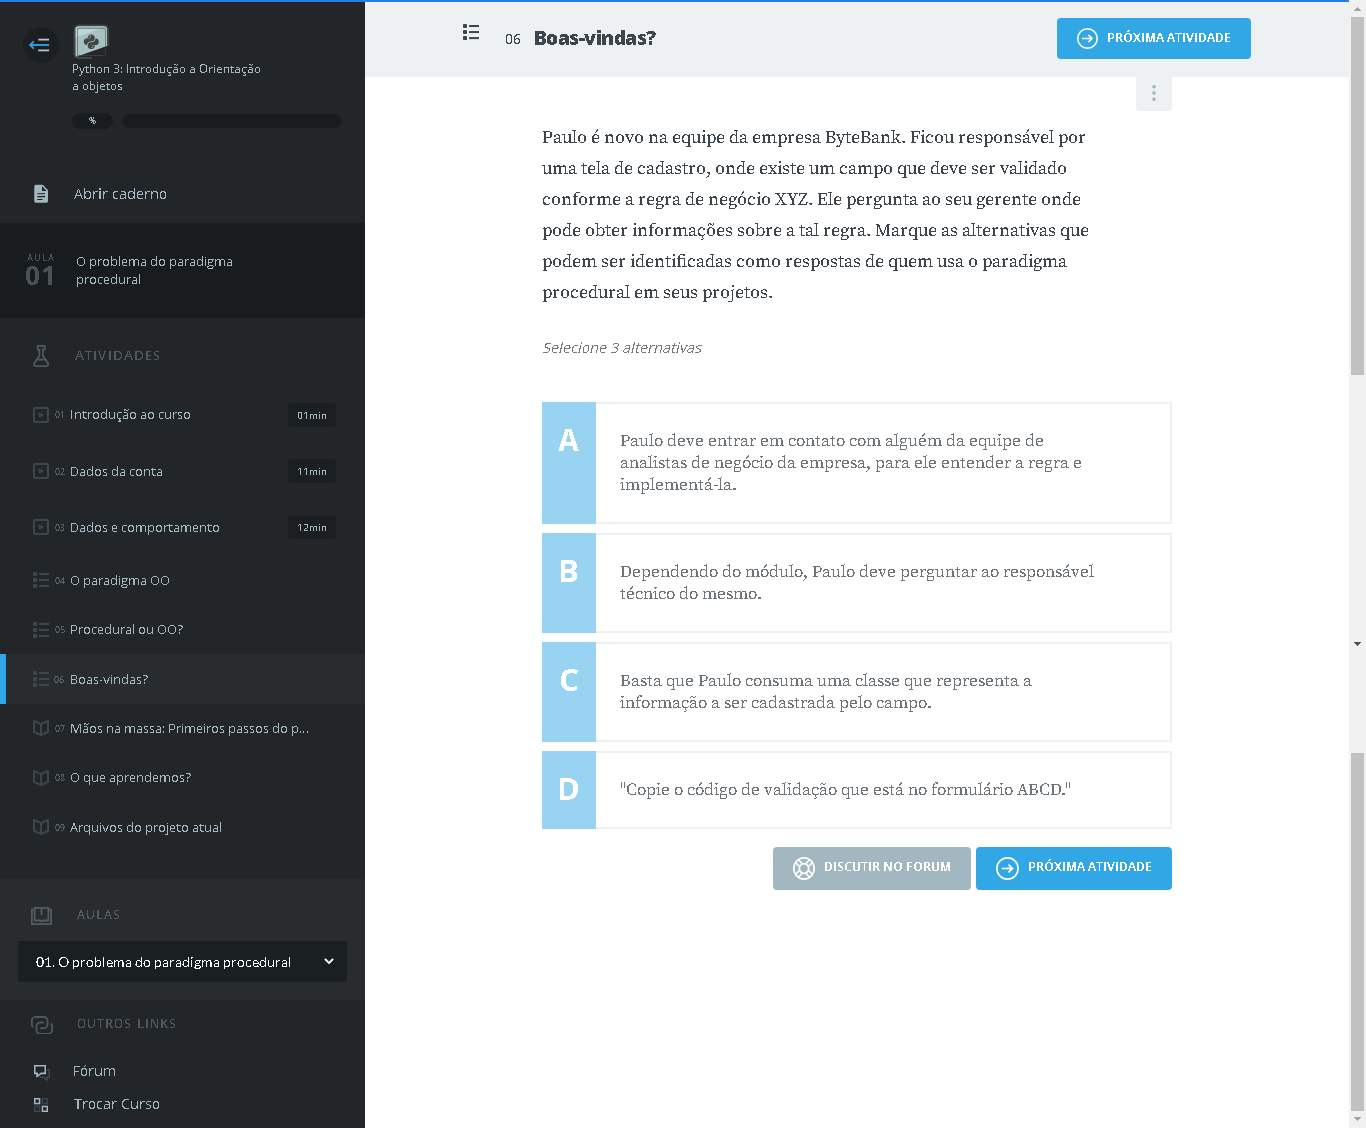 Python 3: Introdução a Orientação
a objetos
%
Abrir caderno
AULA
01
O problema do paradigma
procedural
ATIVIDADES
01 Introdução ao curso 01min
02 Dados da conta 11min
03 Dados e comportamento 12min
04 O paradigma OO
05 Procedural ou OO?
06 Boas-vindas?
07 Mãos na massa: Primeiros passos do p...
08 O que aprendemos?
09 Arquivos do projeto atual
AULAS
01. O problema do paradigma procedural
OUTROS LINKS
Fórum
Trocar Curso
06 Boas-vindas?
PRÓXIMA ATIVIDADE
Paulo é novo na equipe da empresa ByteBank. Ficou responsável por
uma tela de cadastro, onde existe um campo que deve ser validado
conforme a regra de negócio XYZ. Ele pergunta ao seu gerente onde
pode obter informações sobre a tal regra. Marque as alternativas que
podem ser identificadas como respostas de quem usa o paradigma
procedural em seus projetos.
Selecione 3 alternativas
A
Paulo deve entrar em contato com alguém da equipe de
analistas de negócio da empresa, para ele entender a regra e
implementá-la.
B
Dependendo do módulo, Paulo deve perguntar ao responsável
técnico do mesmo.
C
Basta que Paulo consuma uma classe que representa a
informação a ser cadastrada pelo campo.
D
"Copie o código de validação que está no formulário ABCD."
DISCUTIR NO FORUM
PRÓXIMA ATIVIDADE